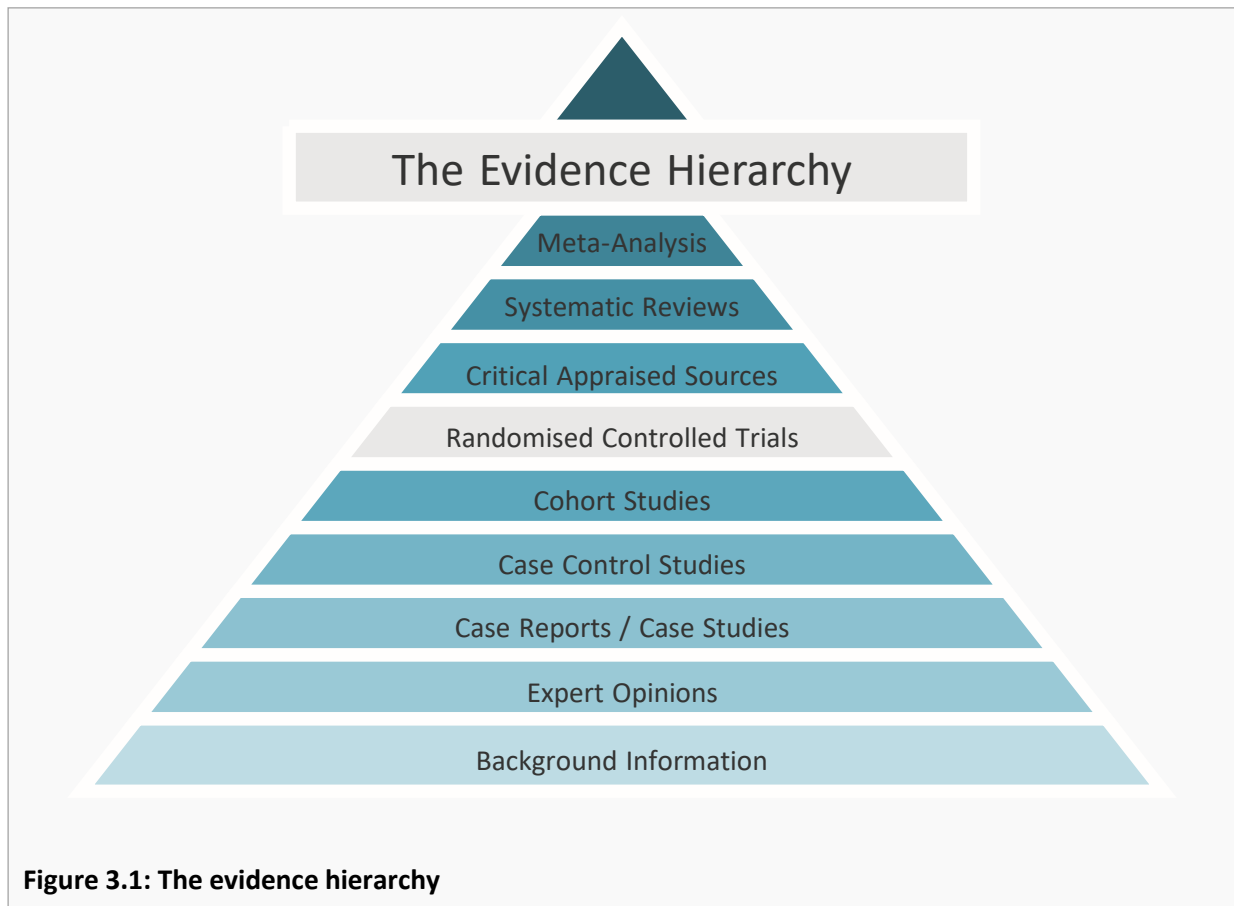 The Evidence Hierarchy
Meta-Analysis
Systematic Reviews
Critical Appraised Sources
Randomised Controlled Trials
Cohort Studies
Case Control Studies
Case Reports / Case Studies
Expert Opinions
Background Information
Figure 3.1: The evidence hierarchy